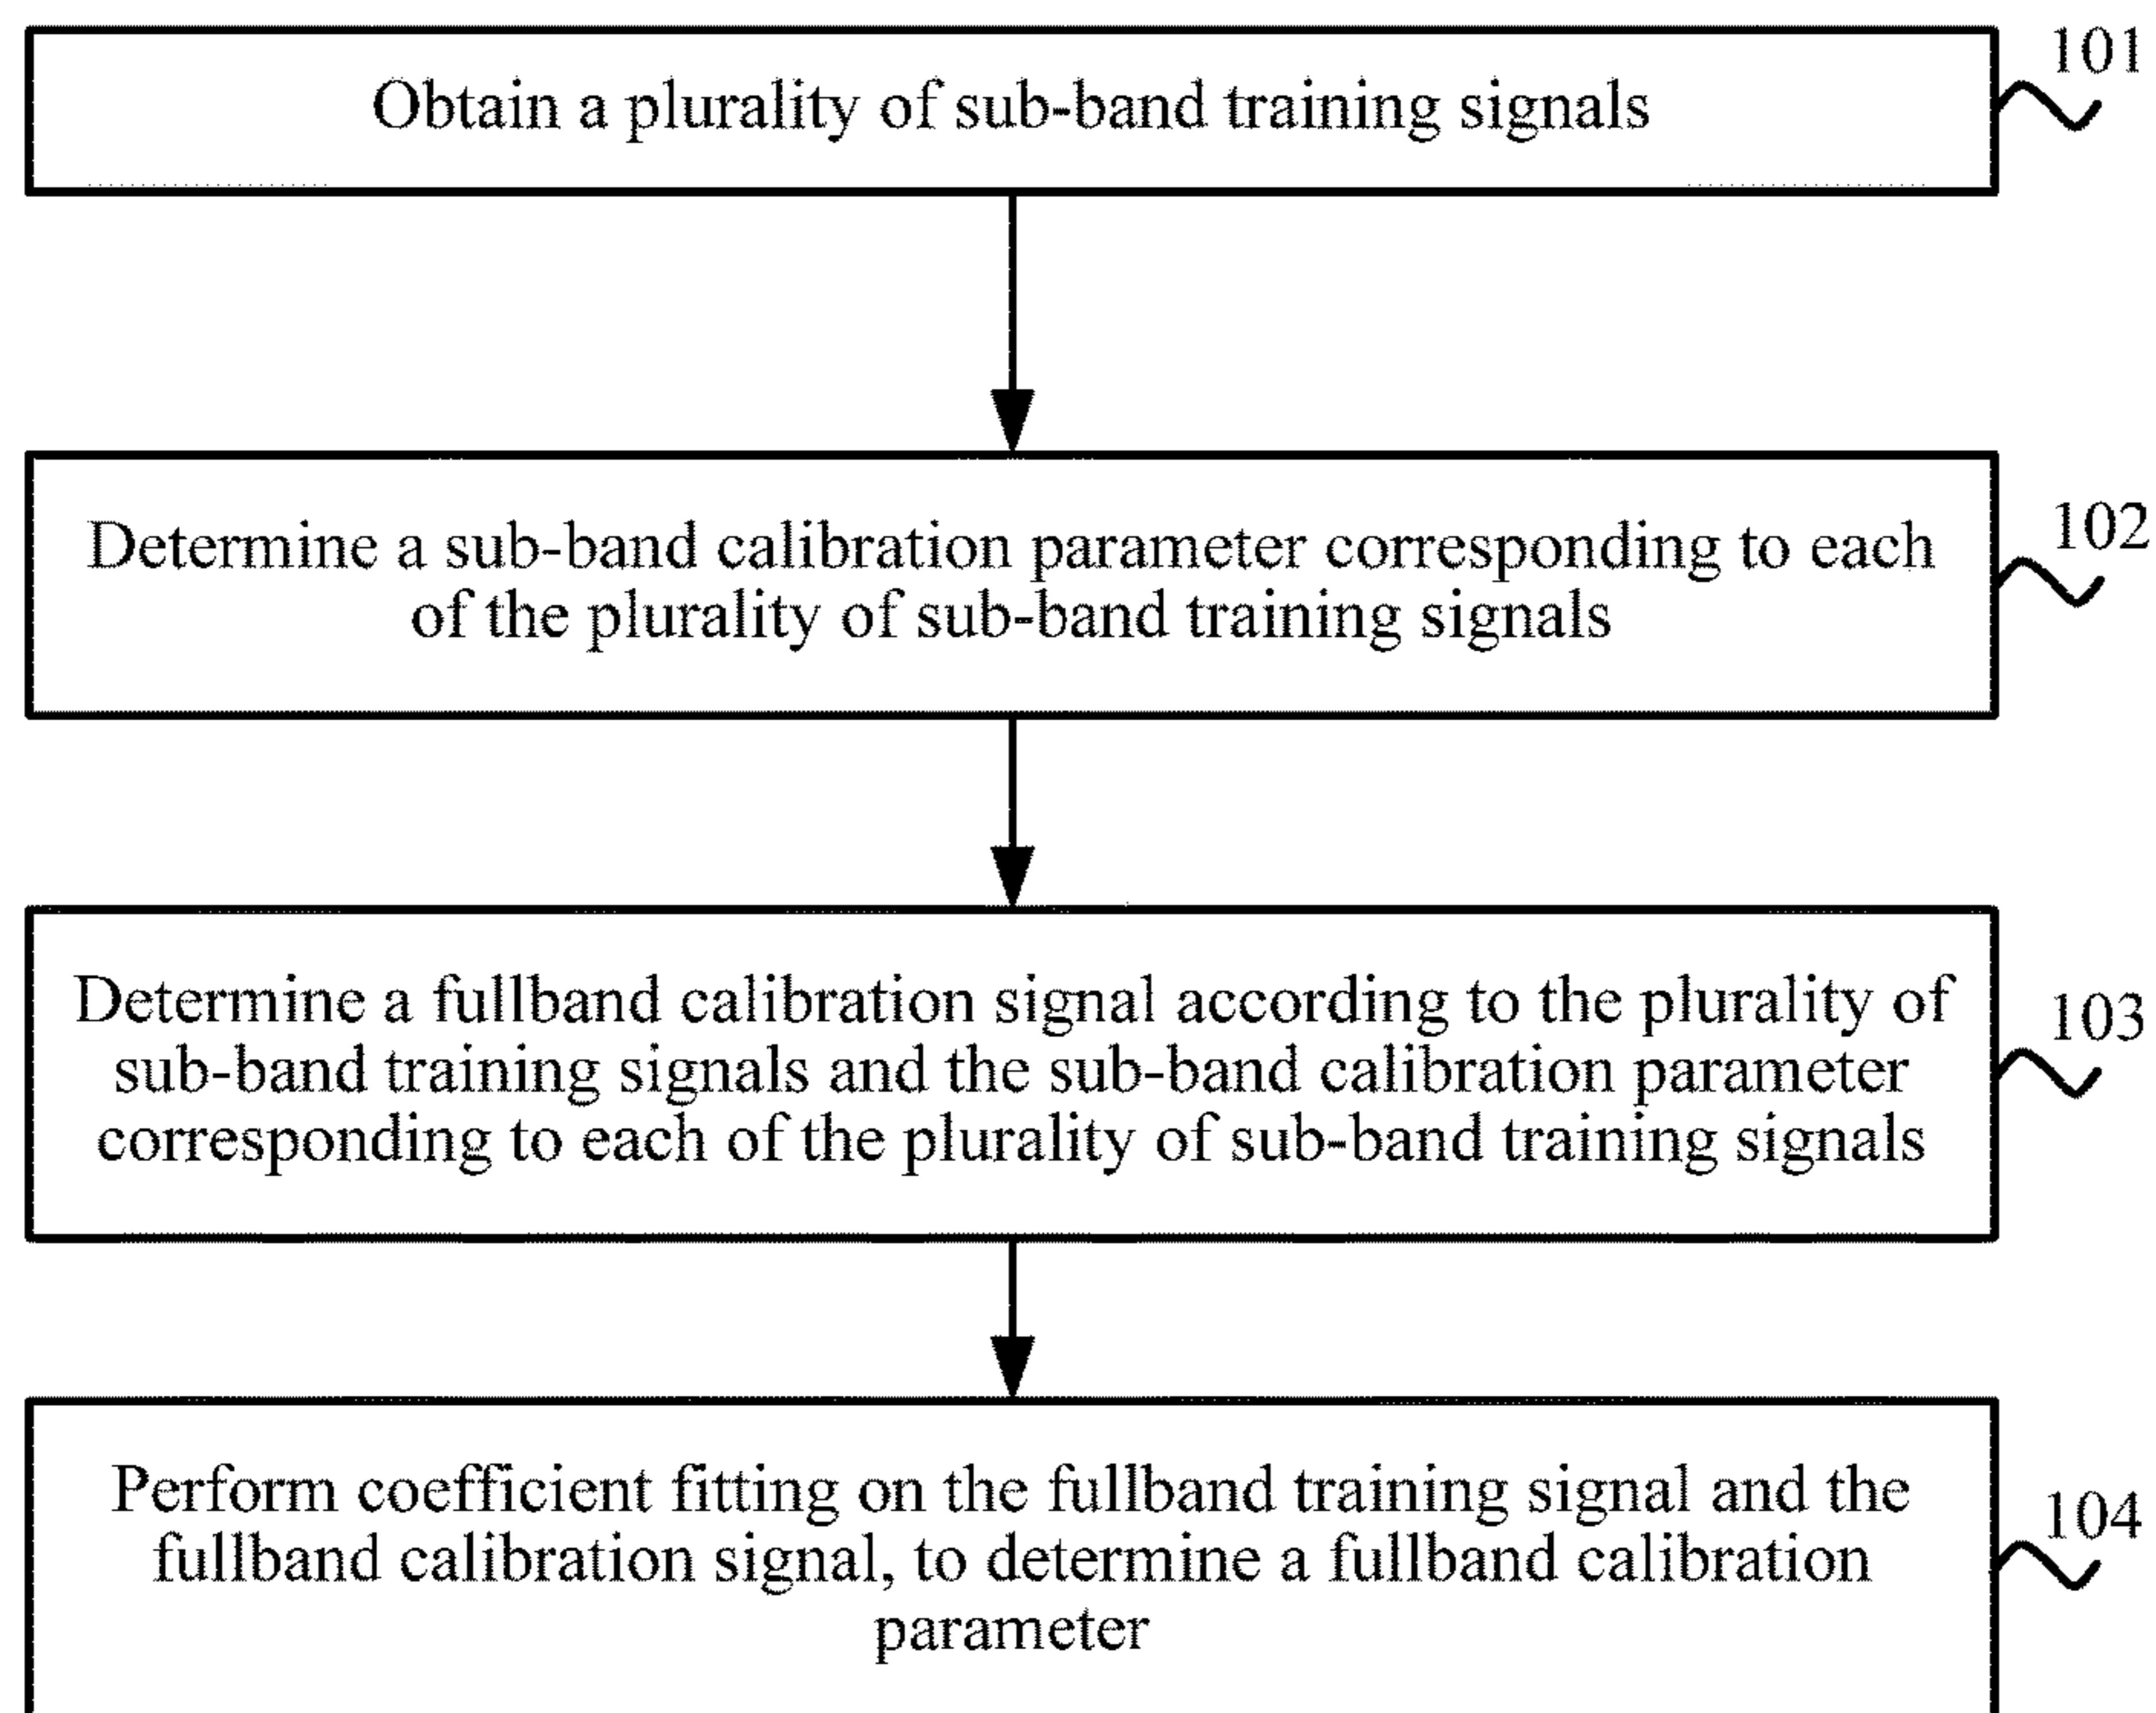 Obtain a plurality of sub-band training signals
101
Determine a sub-band calibration parameter corresponding to each
of the plurality of sub-band training signals
102
Determine a fullband calibration signal according to the plurality of
sub-band training signals and the sub-band calibration parameter
corresponding to each of the plurality of sub-band training signals
103
Perform coefficient fitting on the fullband training signal and the
fullband calibration signal, to determine a fullband calibration
parameter
104